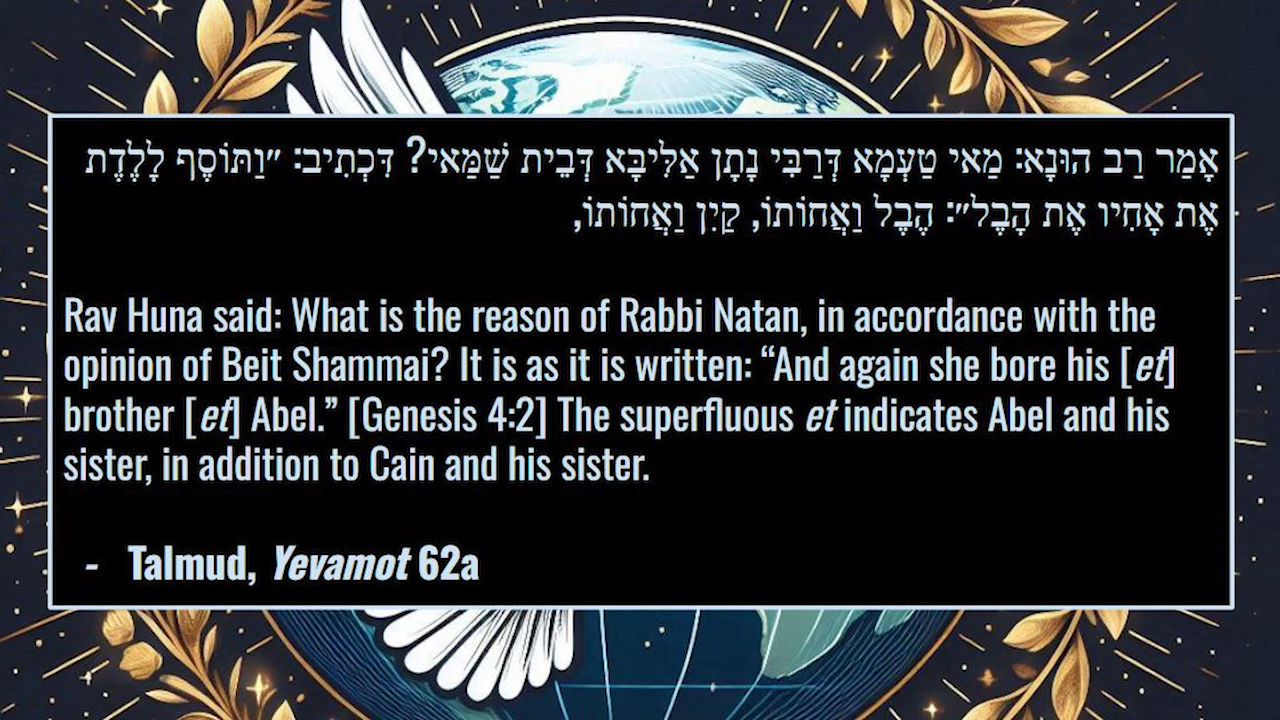 אָמַר רַב הוּנָא: מַאי טַעְמָא דְּרַבִּי נָתָן אַלִּיבָּא דְּבֵית שַׁמַּאי? דִּכְתִיב: ״וַתּוֹסֶף לָלֶדֶת
אֶת אָחִיו אֶת הָבֶל״: הֶבֶל וַאֲחוֹתוֹ, קַיִן וַאֲחוֹתוֹ,
Rav Huna said: What is the reason of Rabbi Natan, in accordance with the
opinion of Beit Shammai? It is as it is written: “And again she bore his [et]
brother [et] Abel.” [Genesis 4:2] The superfluous et indicates Abel and his
sister, in addition to Cain and his sister.
- Talmud, Yevamot 62a